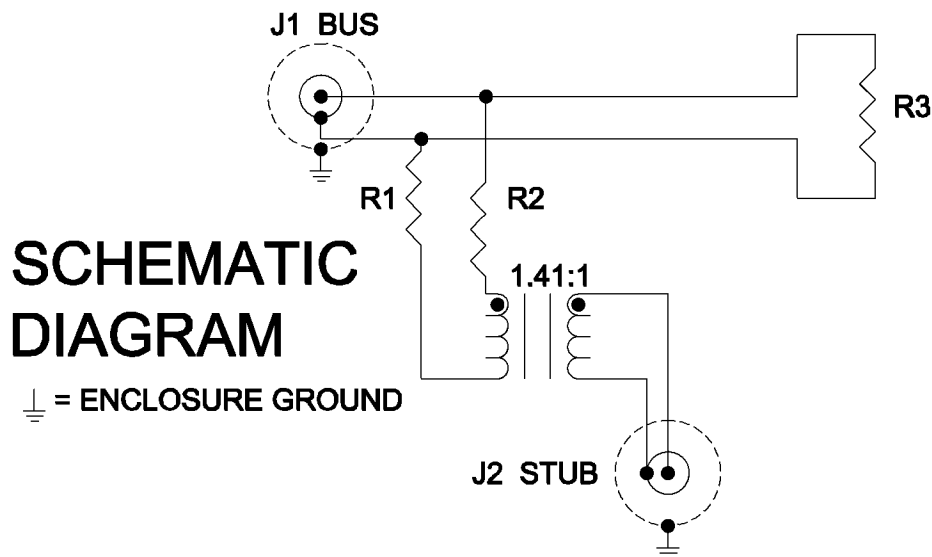 J1 BUS
R3
R1
R2
SCHEMATIC
DIAGRAM
1.41:1
= ENCLOSURE GROUND
J2 STUB